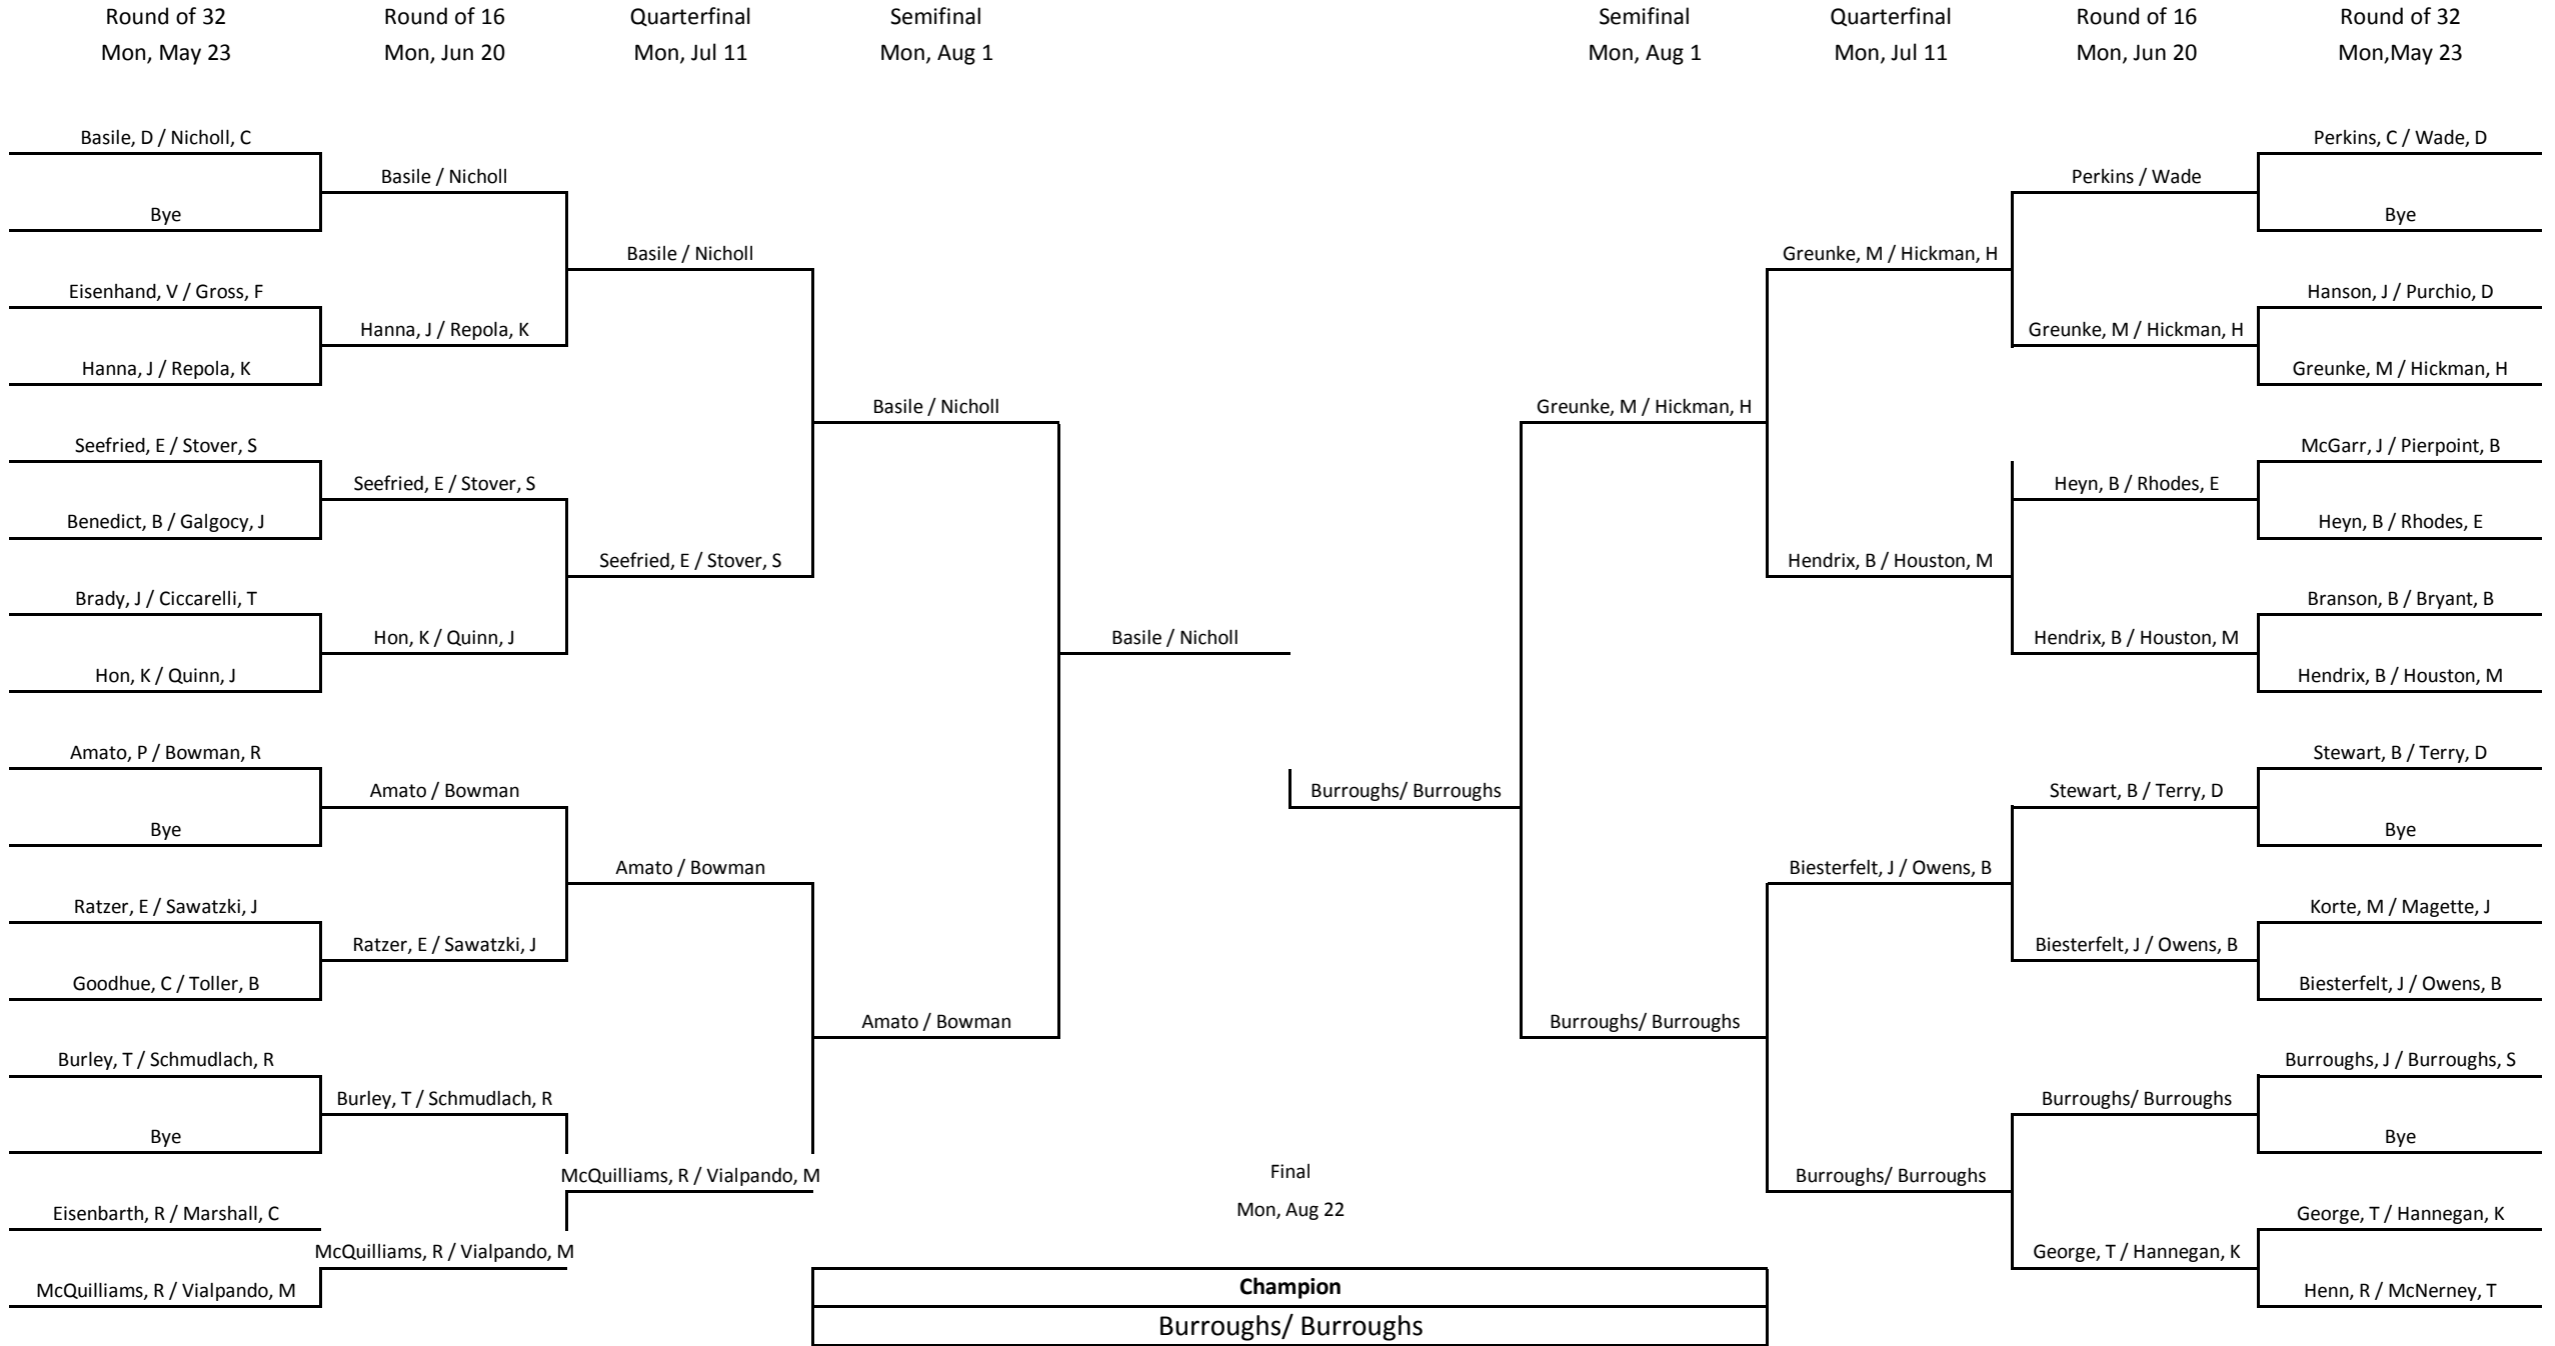 Round of 32
Mon, May 23
Round of 16
Mon, Jun 20
Quarterfinal
Mon, Jul 11
Semifinal
Mon, Aug 1
Semifinal
Mon, Aug 1
Quarterfinal
Mon, Jul 11
Round of 16
Mon, Jun 20
Round of 32
Mon,May 23
Basile, D / Nicholl, C
Bye
Eisenhand, V / Gross, F
Hanna, J / Repola, K
Seefried, E / Stover, S
Benedict, B / Galgocy, J
Brady, J / Ciccarelli, T
Hon, K / Quinn, J
Amato, P / Bowman, R
Bye
Ratzer, E / Sawatzki, J
Goodhue, C / Toller, B
Burley, T / Schmudlach, R
Bye
Eisenbarth, R / Marshall, C
McQuilliams, R / Vialpando, M
Basile / Nicholl
Hanna, J / Repola, K
Seefried, E / Stover, S
Hon, K / Quinn, J
Amato / Bowman
Ratzer, E / Sawatzki, J
Burley, T / Schmudlach, R
McQuilliams, R / Vialpando, M
Basile / Nicholl
Seefried, E / Stover, S
Amato / Bowman
McQuilliams, R / Vialpando, M
Basile / Nicholl
Amato / Bowman
Basile / Nicholl
Burroughs/ Burroughs
Greunke, M / Hickman, H
Burroughs/ Burroughs
Greunke, M / Hickman, H
Hendrix, B / Houston, M
Biesterfelt, J / Owens, B
Burroughs/ Burroughs
Perkins / Wade
Greunke, M / Hickman, H
Heyn, B / Rhodes, E
Hendrix, B / Houston, M
Stewart, B / Terry, D
Biesterfelt, J / Owens, B
Burroughs/ Burroughs
George, T / Hannegan, K
Perkins, C / Wade, D
Bye
Hanson, J / Purchio, D
Greunke, M / Hickman, H
McGarr, J / Pierpoint, B
Heyn, B / Rhodes, E
Branson, B / Bryant, B
Hendrix, B / Houston, M
Stewart, B / Terry, D
Bye
Korte, M / Magette, J
Biesterfelt, J / Owens, B
Burroughs, J / Burroughs, S
Bye
George, T / Hannegan, K
Henn, R / McNerney, T
Final
Mon, Aug 22
Champion
Burroughs/ Burroughs